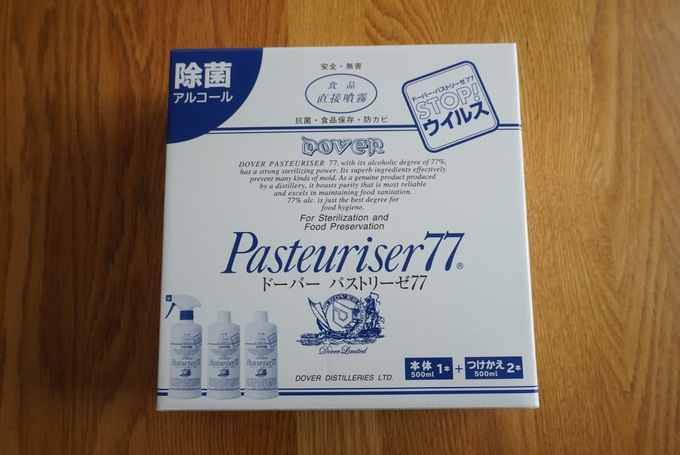 除菌
アルコール
安全・無害
食品
直接噴霧
抗菌・食品保存・防カビ
ドーバー・パストリーゼ77
STOP!
ウイルス
DOVER
DOVER PASTEURISER 77, with its alcoholic degree of 77%,
has a strong sterilizing power. Its superb ingredients effectively
prevent many kinds of mold. As a genuine product produced
by a distillery, it boasts purity that is most reliable
and excels in maintaining food sanitation.
77% alc. is just the best degree for
food hygiene.
For Sterilization and
Food Preservation
Pasteuriser77®
ドーバー パストリーゼ77
Dover Limited
Pasteuriser77
Pasteuriser77
Pasteuriser77
DOVER DISTILLERIES LTD.
本体 500ml 1本 + つけかえ 500ml 2本